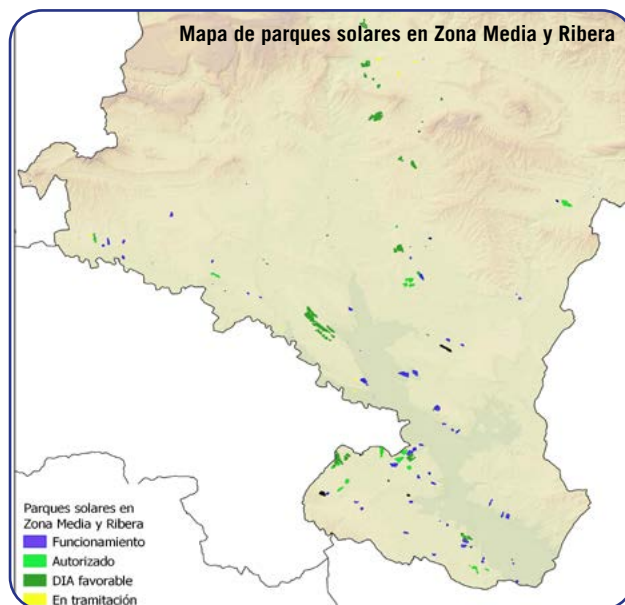 Mapa de parques solares en Zona Media y Ribera
Parques solares en
Zona Media y Ribera
Funcionamiento
Autorizado
DIA favorable
En tramitación